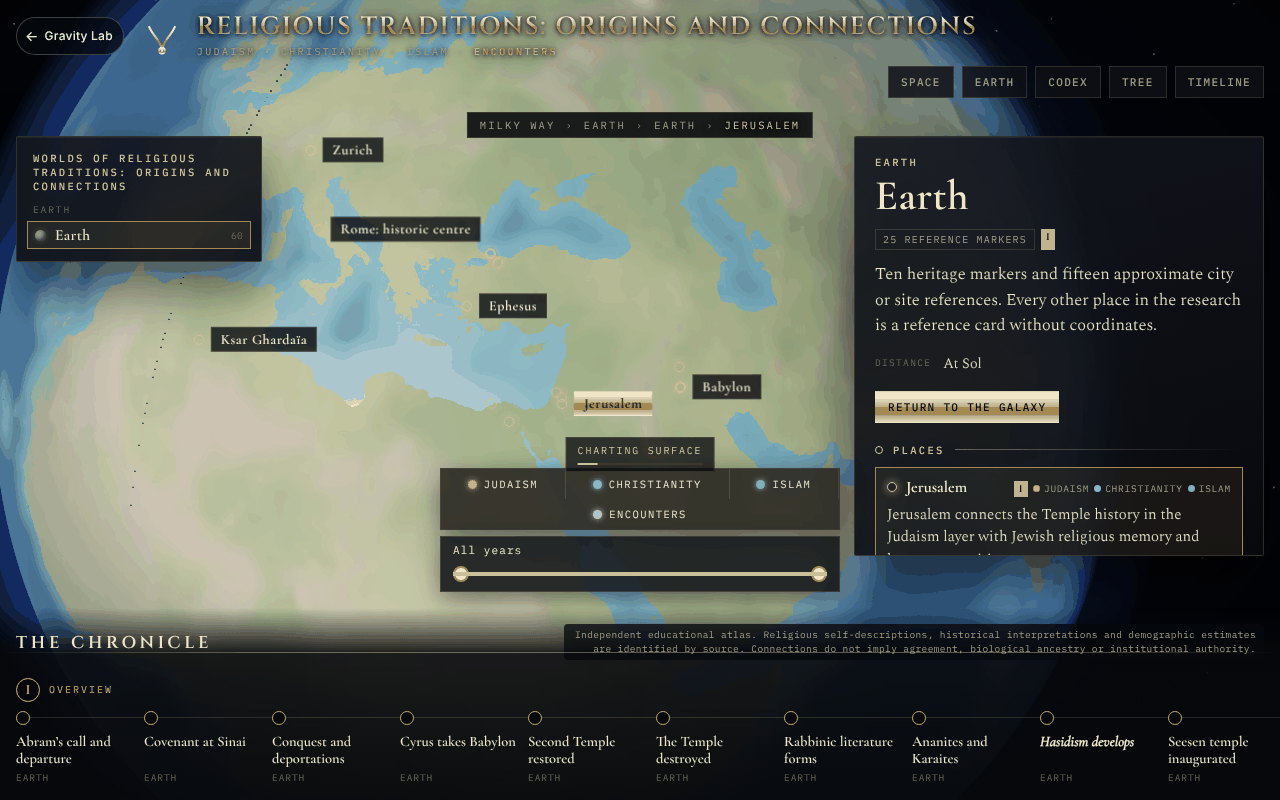 ← Gravity Lab
RELIGIOUS TRADITIONS: ORIGINS AND CONNECTIONS
JUDAISM · CHRISTIANITY · ISLAM · ENCOUNTERS
SPACE
EARTH
CODEX
TREE
TIMELINE
MILKY WAY › EARTH › EARTH › JERUSALEM
WORLDS OF RELIGIOUS
TRADITIONS: ORIGINS AND
CONNECTIONS
EARTH
Earth 60
Zurich
Rome: historic centre
Ephesus
Ksar Ghardaïa
Babylon
Jerusalem
CHARTING SURFACE
JUDAISM
CHRISTIANITY
ISLAM
ENCOUNTERS
All years
EARTH
Earth
25 REFERENCE MARKERS I
Ten heritage markers and fifteen approximate city
or site references. Every other place in the research
is a reference card without coordinates.
DISTANCE At Sol
RETURN TO THE GALAXY
PLACES
Jerusalem I JUDAISM CHRISTIANITY ISLAM
Jerusalem connects the Temple history in the
Judaism layer with Jewish religious memory and
THE CHRONICLE
Independent educational atlas. Religious self-descriptions, historical interpretations and demographic estimates
are identified by source. Connections do not imply agreement, biological ancestry or institutional authority.
I OVERVIEW
Abram's call and
departure
EARTH
Covenant at Sinai
EARTH
Conquest and
deportations
EARTH
Cyrus takes Babylon
EARTH
Second Temple
restored
EARTH
The Temple
destroyed
EARTH
Rabbinic literature
forms
EARTH
Ananites and
Karaites
EARTH
Hasidism develops
EARTH
Seesen temple
inaugurated
EARTH